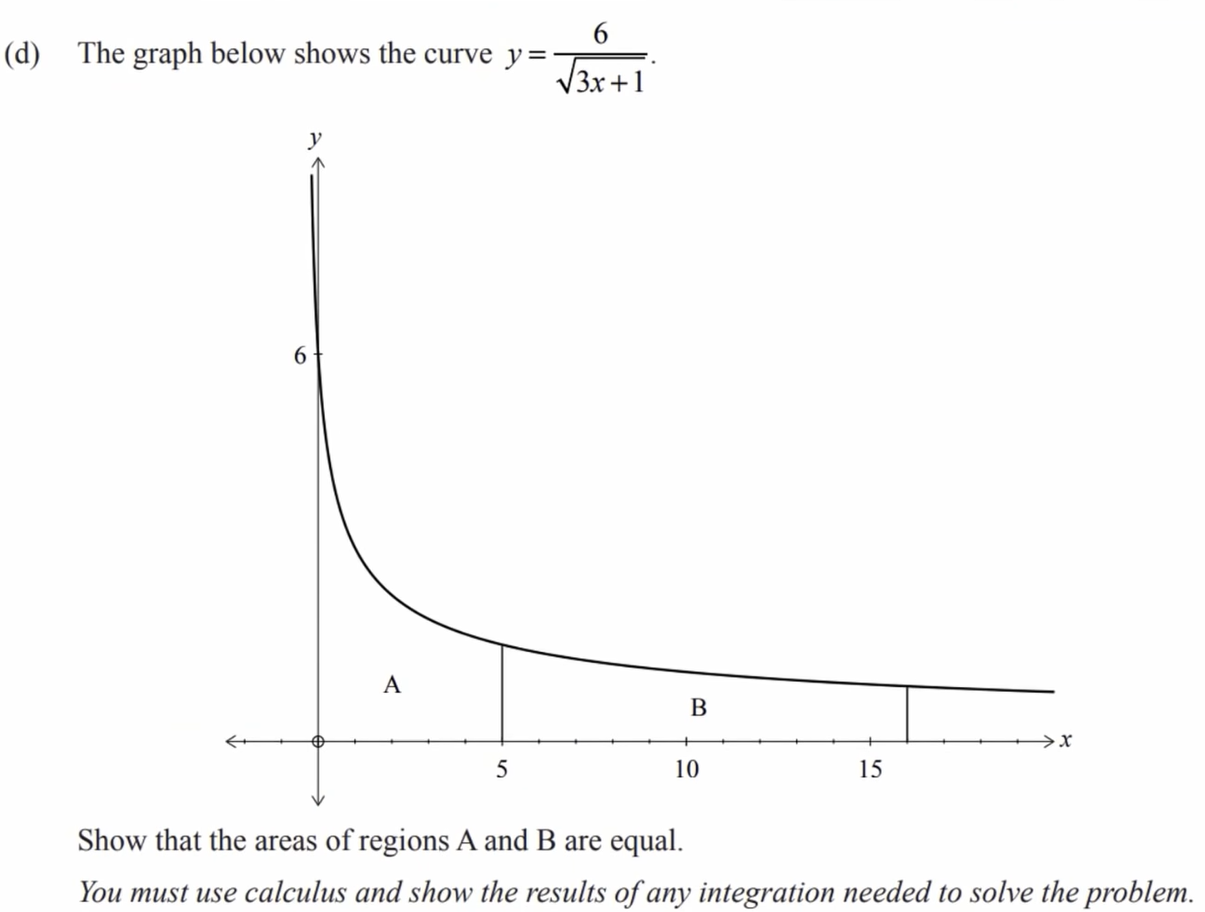 (d) The graph below shows the curve y = 6/√(3x+1).
y
6
A
B
x
5 10 15
Show that the areas of regions A and B are equal.
You must use calculus and show the results of any integration needed to solve the problem.